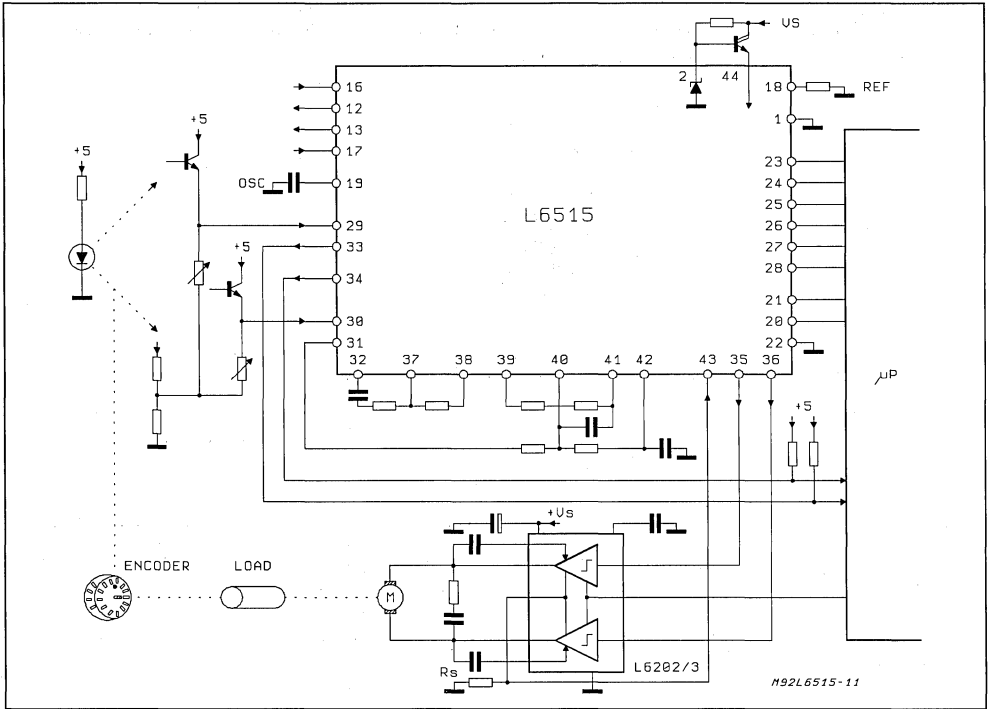 VS
2 44
16
12
13
17
19
29
33
34
30
31
18
REF
1
23
24
25
26
27
28
21
20
22
L6515
OSC
+5
+5
+5
32 37 38 39 40 41 42 43 35 36
μP
+5
+Vs
ENCODER LOAD
M
Rs
L6202/3
M92L6515-11